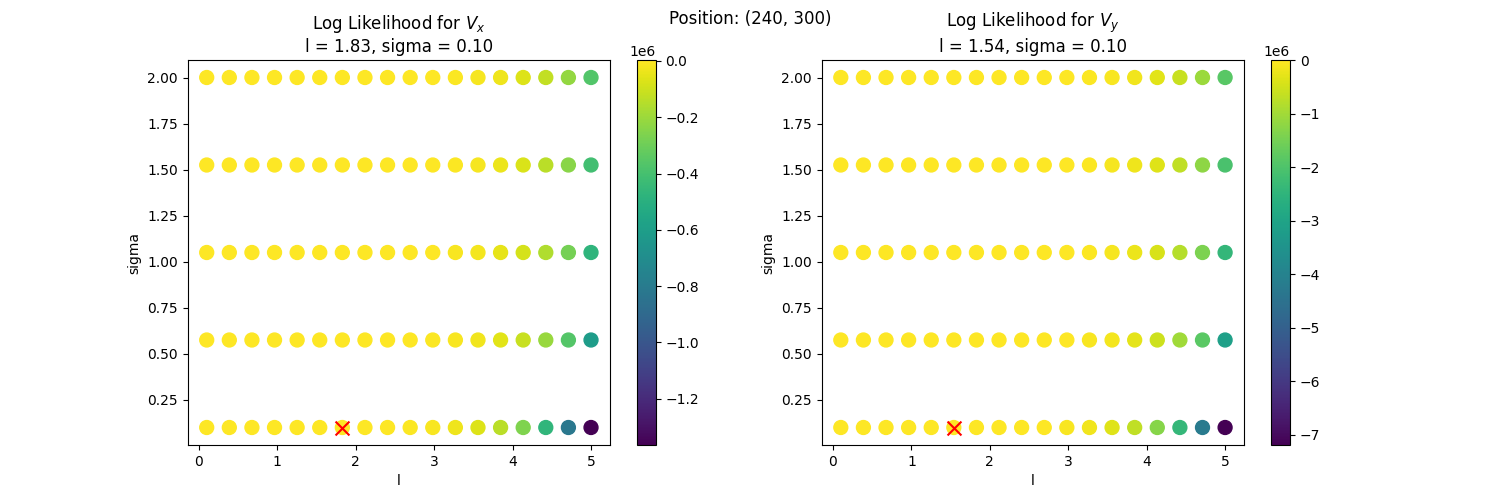 Position: (240, 300)
Log Likelihood for $V_x$
l = 1.83, sigma = 0.10
1e6
2.00
1.75
1.50
1.25
1.00
0.75
0.50
0.25
sigma
0 1 2 3 4 5
l
0.0
−0.2
−0.4
−0.6
−0.8
−1.0
−1.2
Log Likelihood for $V_y$
l = 1.54, sigma = 0.10
1e6
2.00
1.75
1.50
1.25
1.00
0.75
0.50
0.25
sigma
0 1 2 3 4 5
l
0
−1
−2
−3
−4
−5
−6
−7